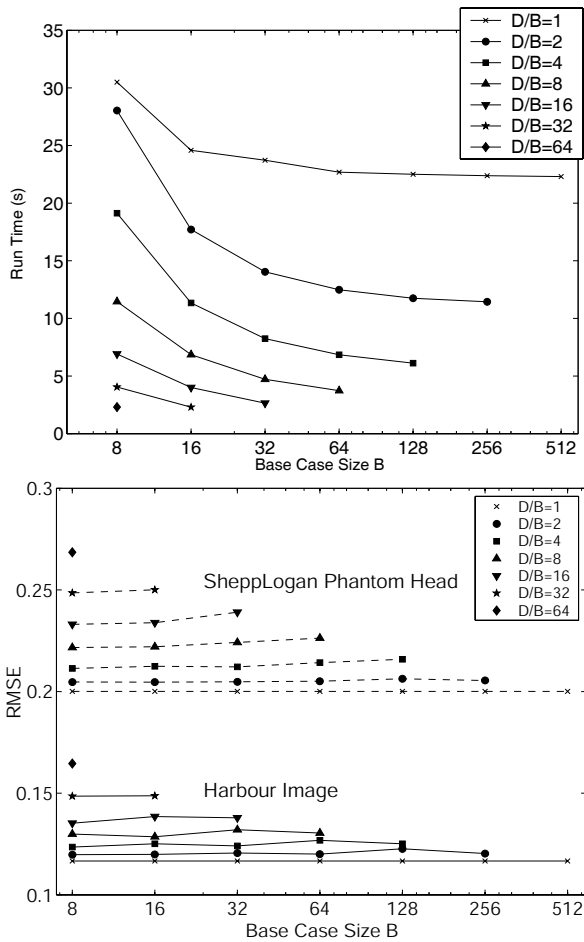 35
30
25
20
15
10
5
0
Run Time (s)
8 16 32 64 128 256 512
Base Case Size B
D/B=1
D/B=2
D/B=4
D/B=8
D/B=16
D/B=32
D/B=64
0.3
0.25
0.2
0.15
0.1
RMSE
D/B=1
D/B=2
D/B=4
D/B=8
D/B=16
D/B=32
D/B=64
SheppLogan Phantom Head
Harbour Image
8 16 32 64 128 256 512
Base Case Size B